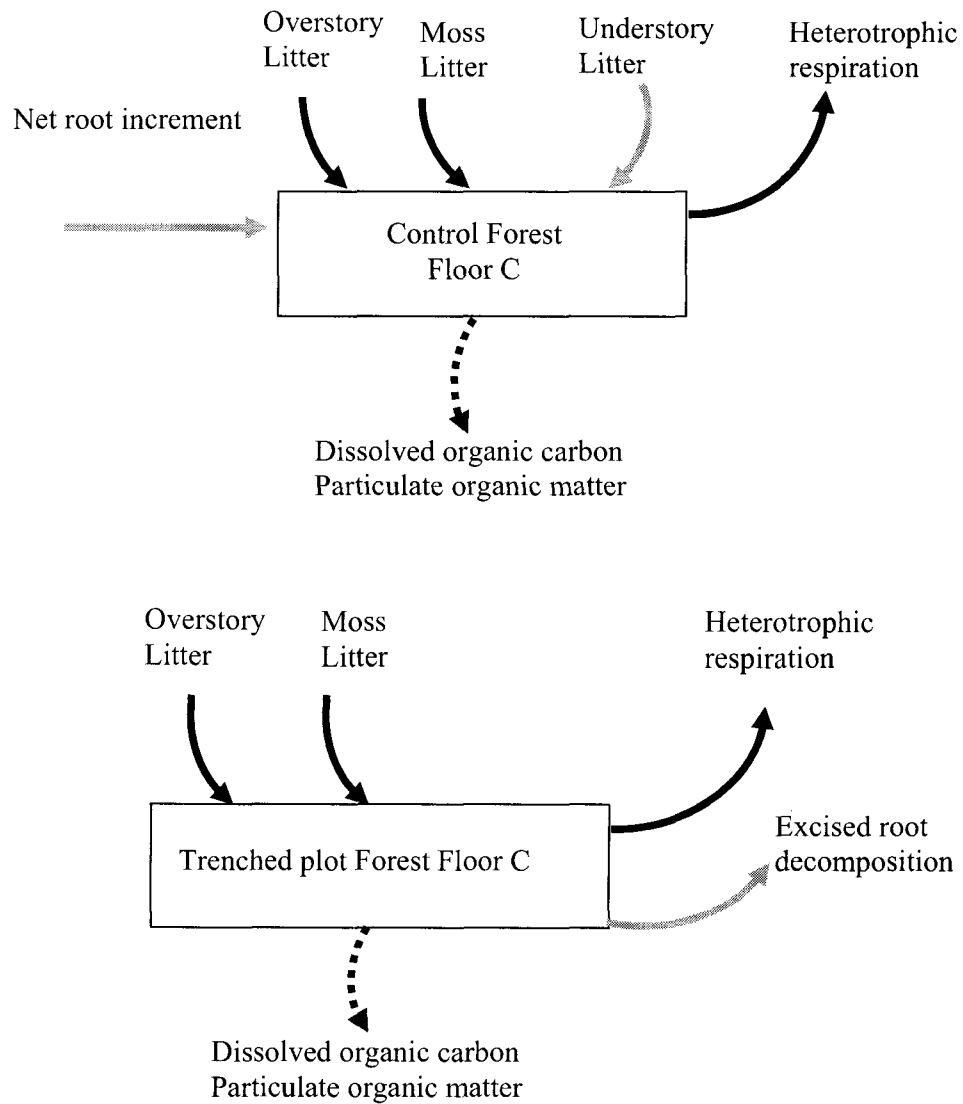 Overstory
Litter
Moss
Litter
Understory
Litter
Heterotrophic
respiration
Net root increment
Control Forest
Floor C
Dissolved organic carbon
Particulate organic matter
Overstory
Litter
Moss
Litter
Heterotrophic
respiration
Trenched plot Forest Floor C
Excised root
decomposition
Dissolved organic carbon
Particulate organic matter